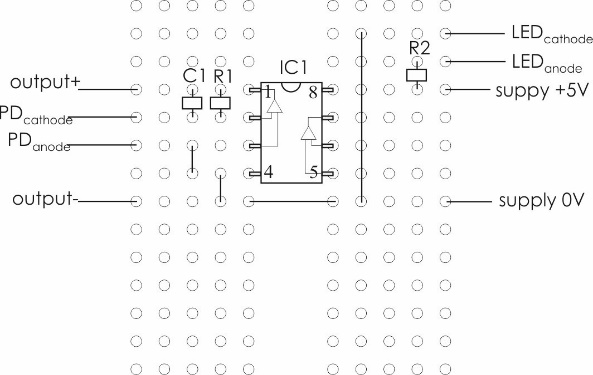 LEDcathode
R2
LEDanode
C1 R1 IC1
output+
1 8
suppy +5V
PDcathode
PDanode
4 5
output-
supply 0V